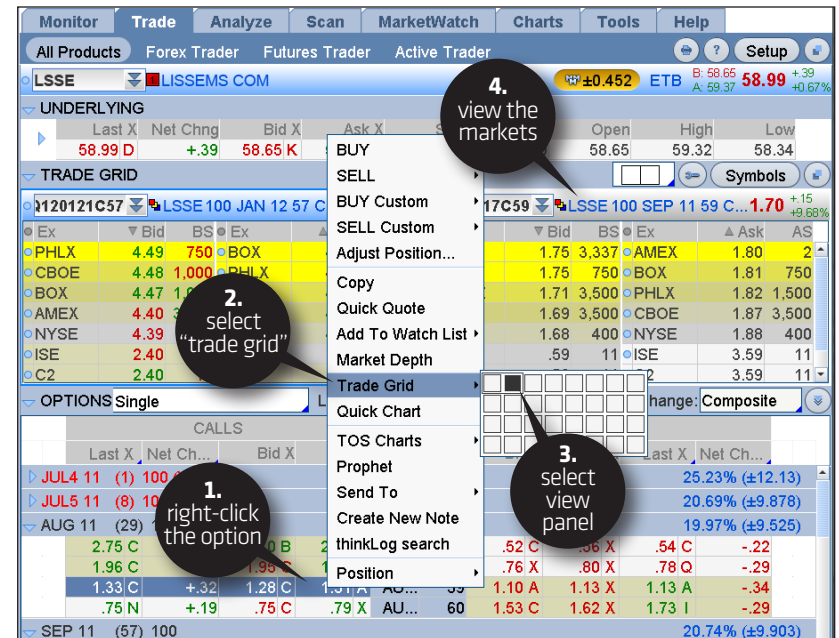 Monitor Trade Analyze Scan MarketWatch Charts Tools Help
All Products Forex Trader Futures Trader Active Trader ? Setup
LSSE LISSEMS COM ±0.452 ETB B: 58.65 A: 59.37 58.99 +.39 +0.67%
UNDERLYING
Last X Net Chng Bid X Ask X Open High Low
58.99 D +.39 58.65 K 58.65 59.32 58.34
TRADE GRID Symbols
120121C57 LSSE 100 JAN 12 57 C 17C59 LSSE 100 SEP 11 59 C... 1.70 +.15 +9.68%
Ex Bid BS Ex Bid BS Ex Ask AS
PHLX 4.49 750 BOX 1.75 3,337 AMEX 1.80 2
CBOE 4.48 1,000 PHLX 1.75 750 BOX 1.81 750
BOX 4.47 1.71 3,500 PHLX 1.82 1,500
AMEX 4.40 1.69 3,500 CBOE 1.87 3,500
NYSE 4.39 1.68 400 NYSE 1.88 400
ISE 2.40 .59 11 ISE 3.59 11
C2 2.40 3.59 11
OPTIONS Single Composite
CALLS
Last X Net Ch... Bid X Last X Net Ch...
JUL4 11 (1) 100 25.23% (±12.13)
JUL5 11 (8) 20.69% (±9.878)
AUG 11 (29) 19.97% (±9.525)
2.75 C B .52 C X .54 C -.22
1.96 C 1.95 C .76 X .80 X .78 Q -.29
1.33 C +.32 1.28 C 1.31 A AU... 59 1.10 A 1.13 X 1.13 A -.34
.75 N +.19 .75 C .79 X AU... 60 1.53 C 1.62 X 1.73 I -.29
SEP 11 (57) 100 20.74% (±9.903)
BUY
SELL
BUY Custom
SELL Custom
Adjust Position...
Copy
Quick Quote
Add To Watch List
Market Depth
Trade Grid
Quick Chart
TOS Charts
Prophet
Send To
Create New Note
thinkLog search
Position
1.
right-click
the option
2.
select
“trade grid”
3.
select
view
panel
4.
view the
markets